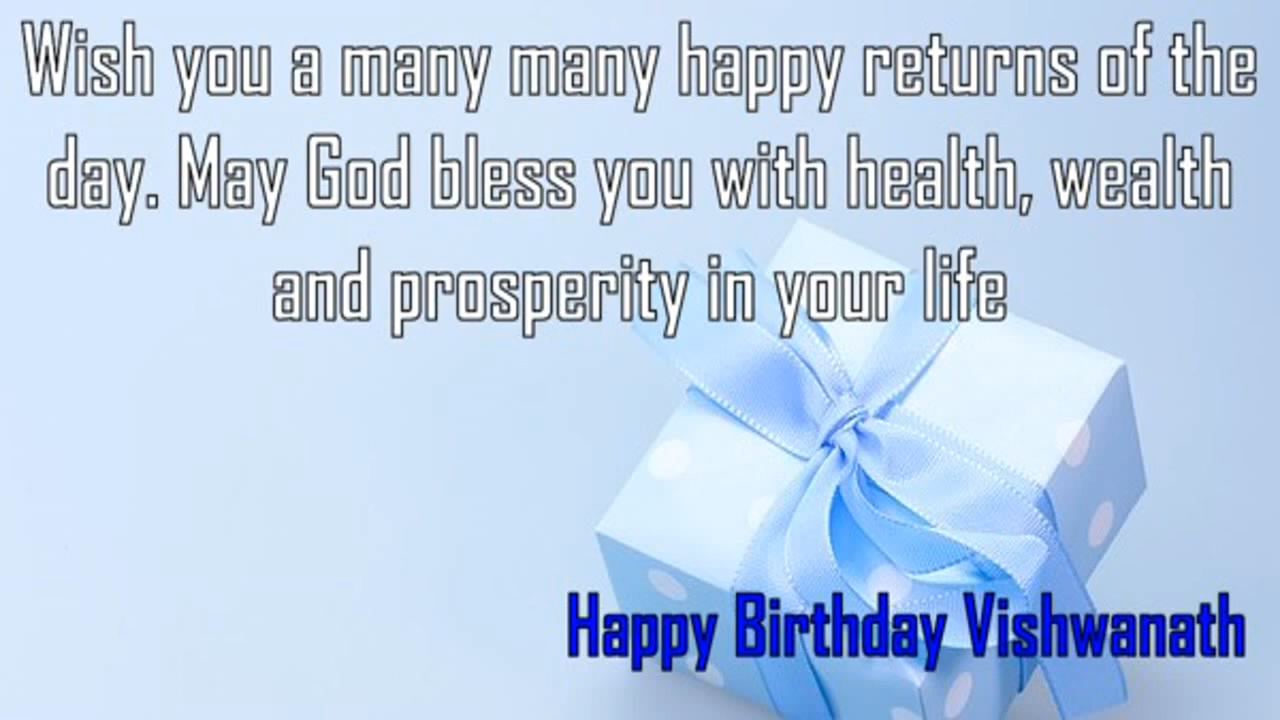 Wish you a many many happy returns of the
day. May God bless you with health, wealth
and prosperity in your life
Happy Birthday Vishwanath